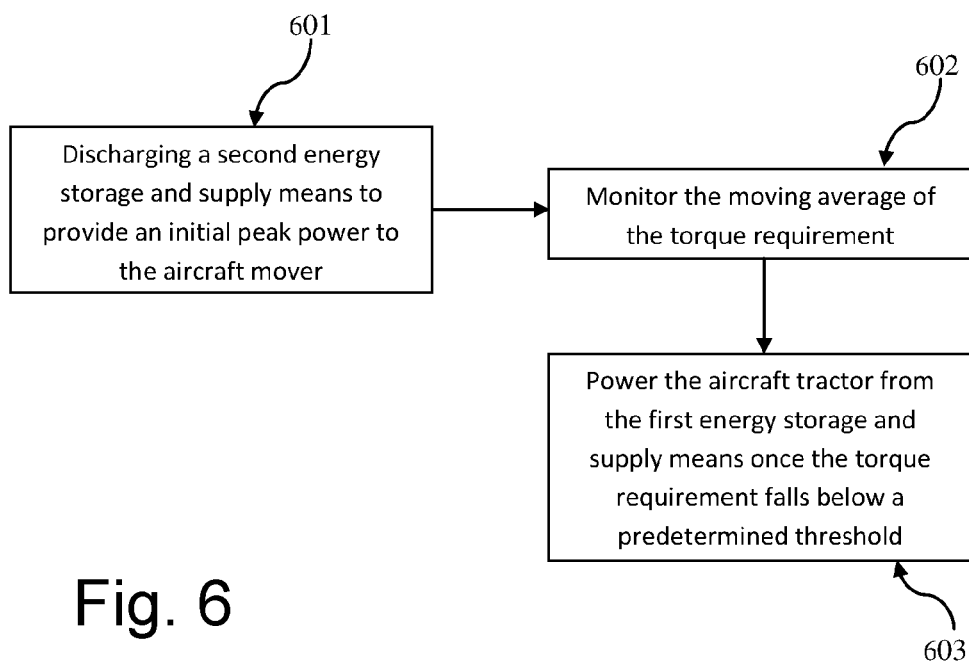 601
Discharging a second energy
storage and supply means to
provide an initial peak power to
the aircraft mover
602
Monitor the moving average of
the torque requirement
Power the aircraft tractor from
the first energy storage and
supply means once the torque
requirement falls below a
predetermined threshold
603
Fig. 6